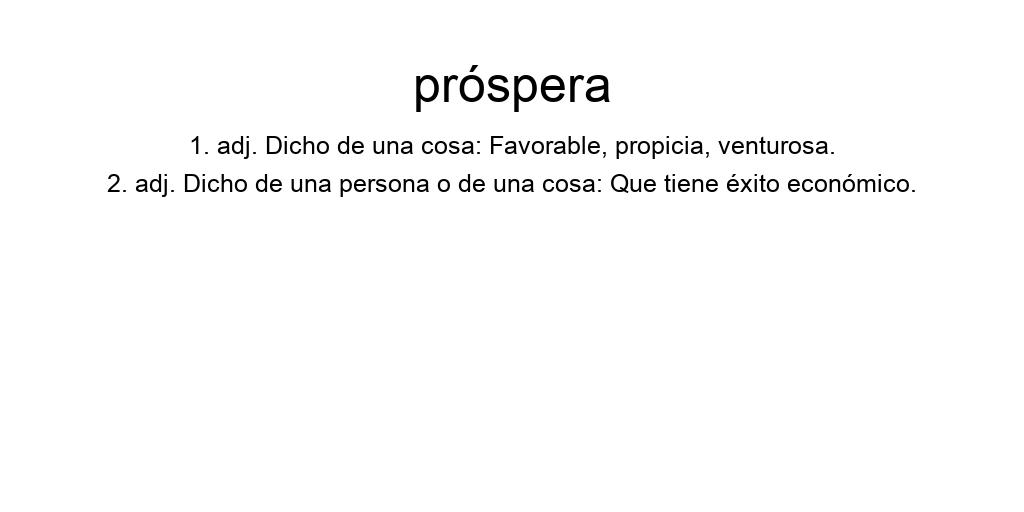 próspera
1. adj. Dicho de una cosa: Favorable, propicia, venturosa.
2. adj. Dicho de una persona o de una cosa: Que tiene éxito económico.